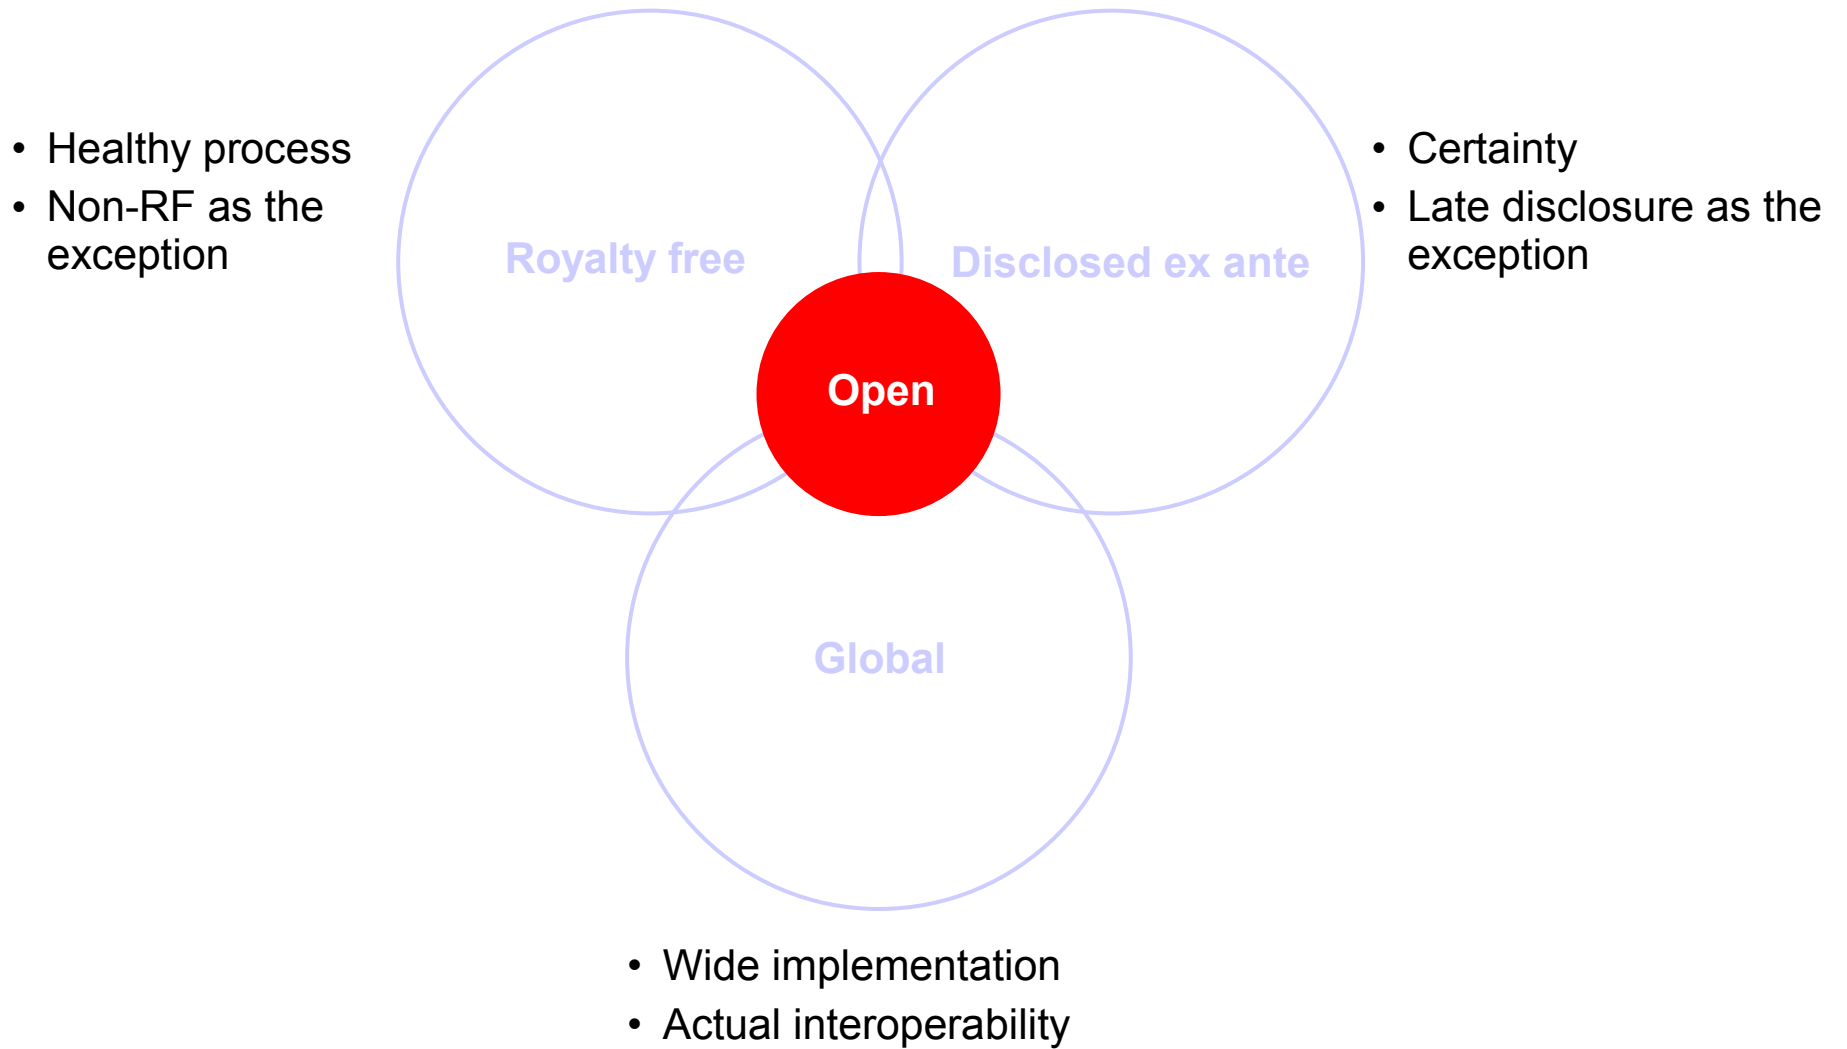 • Healthy process
• Non-RF as the
exception
Royalty free
Disclosed ex ante
• Certainty
• Late disclosure as the
exception
Open
Global
• Wide implementation
• Actual interoperability